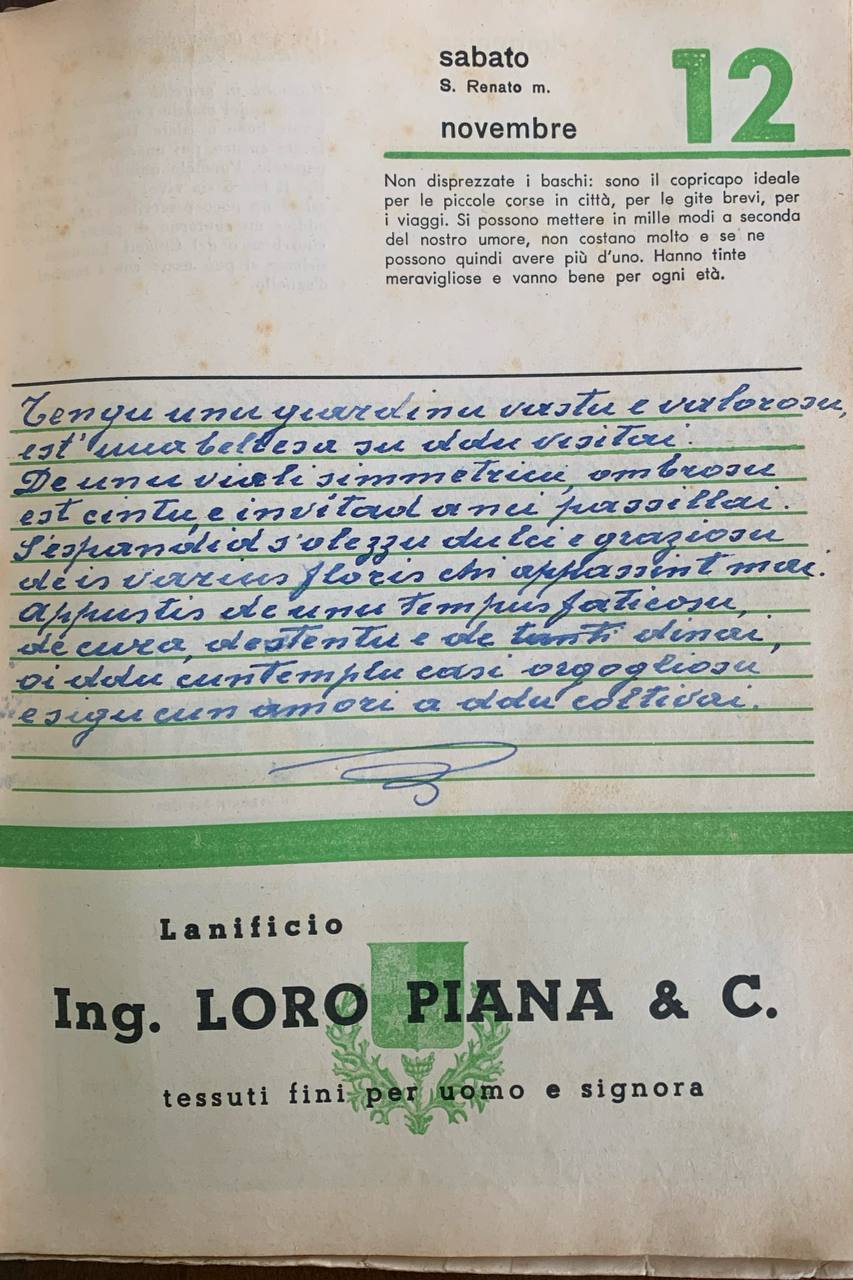 sabato
S. Renato m.
novembre
12
Non disprezzate i baschi: sono il copricapo ideale
per le piccole corse in città, per le gite brevi, per
i viaggi. Si possono mettere in mille modi a seconda
del nostro umore, non costano molto e se ne
possono quindi avere più d'uno. Hanno tinte
meravigliose e vanno bene per ogni età.
Tengu unu giardinu vastu e valorosu,
est' una bellesa su ddu visitai.
De unu viali simmetricu, ombrosu
est cintu, e invitad a nci passillai.
S'espandid s'olezzu dulci e graziosu
de is varius floris chi appassint mai.
Appustis de unu tempus faticosu,
de cura, de stentu e de tanti dinai,
oi ddu cuntemplu casi orgogliosu
e sigu cun amori a ddu coltivai.
Lanificio
Ing. LORO PIANA & C.
tessuti fini per uomo e signora